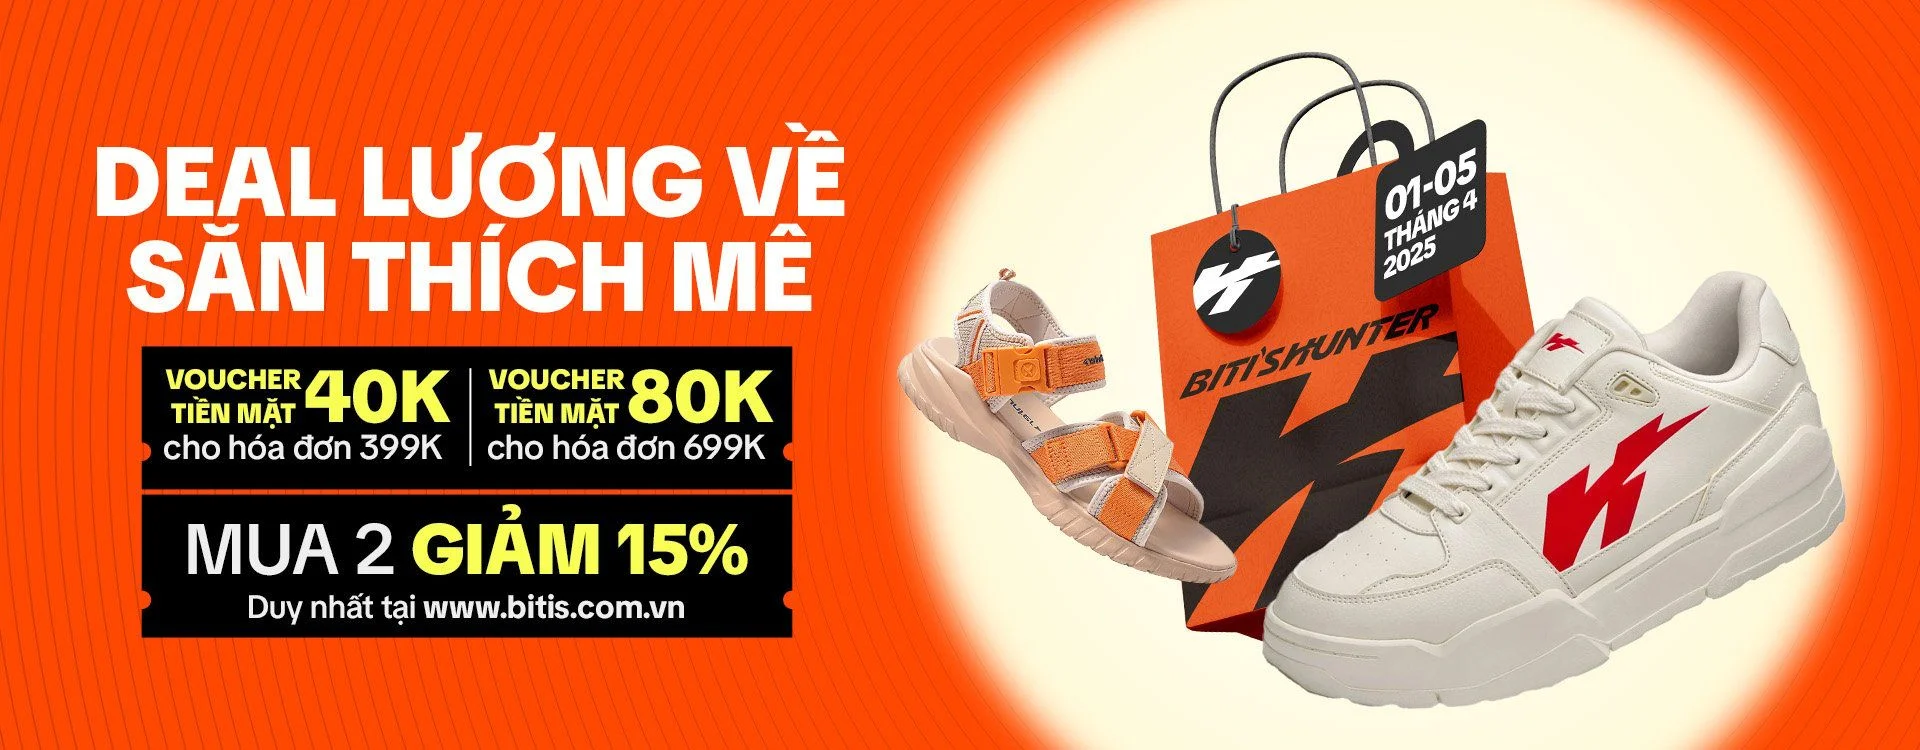 DEAL LƯƠNG VỀ
SĂN THÍCH MÊ
VOUCHER
TIỀN MẶT
40K
cho hóa đơn 399K
VOUCHER
TIỀN MẶT
80K
cho hóa đơn 699K
MUA 2 GIẢM 15%
Duy nhất tại www.bitis.com.vn
01-05
THÁNG 4
2025
BITI'S HUNTER